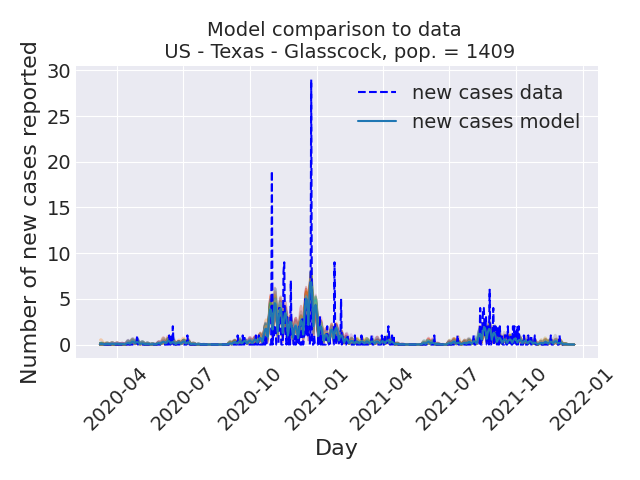 Model comparison to data
US - Texas - Glasscock, pop. = 1409
Number of new cases reported
30
25
20
15
10
5
0
new cases data
new cases model
2020-04
2020-07
2020-10
2021-01
2021-04
2021-07
2021-10
2022-01
Day